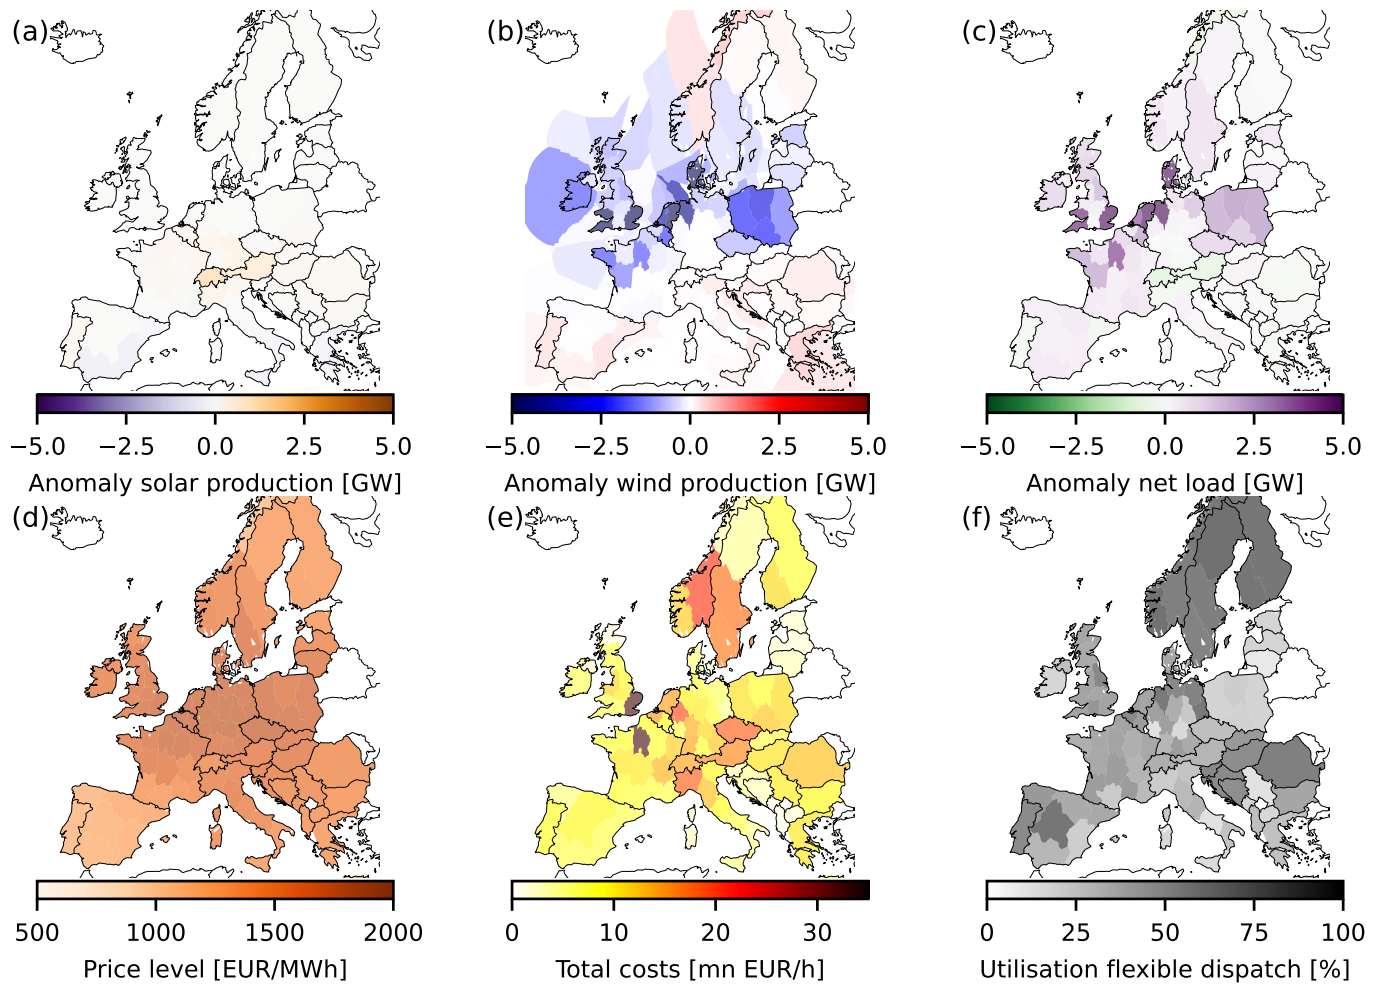 (a) (b) (c)
−5.0 −2.5 0.0 2.5 5.0 −5.0 −2.5 0.0 2.5 5.0 −5.0 −2.5 0.0 2.5 5.0
Anomaly solar production [GW] Anomaly wind production [GW] Anomaly net load [GW]
(d) (e) (f)
500 1000 1500 2000 0 10 20 30 0 25 50 75 100
Price level [EUR/MWh] Total costs [mn EUR/h] Utilisation flexible dispatch [%]